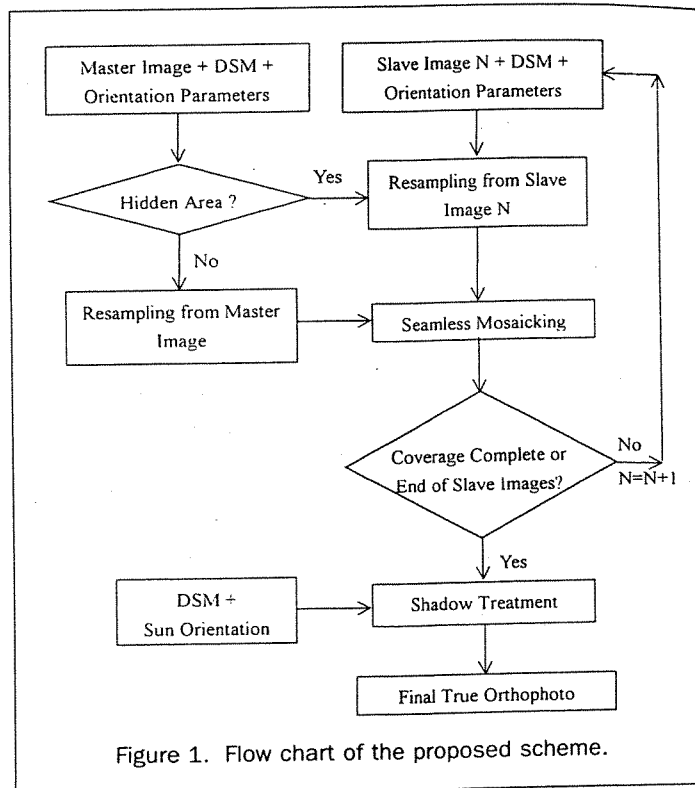 Master Image + DSM +
Orientation Parameters
Slave Image N + DSM +
Orientation Parameters
Hidden Area ?
Yes
Resampling from Slave
Image N
No
Resampling from Master
Image
Seamless Mosaicking
Coverage Complete or
End of Slave Images?
No
N=N+1
Yes
DSM +
Sun Orientation
Shadow Treatment
Final True Orthophoto
Figure 1. Flow chart of the proposed scheme.